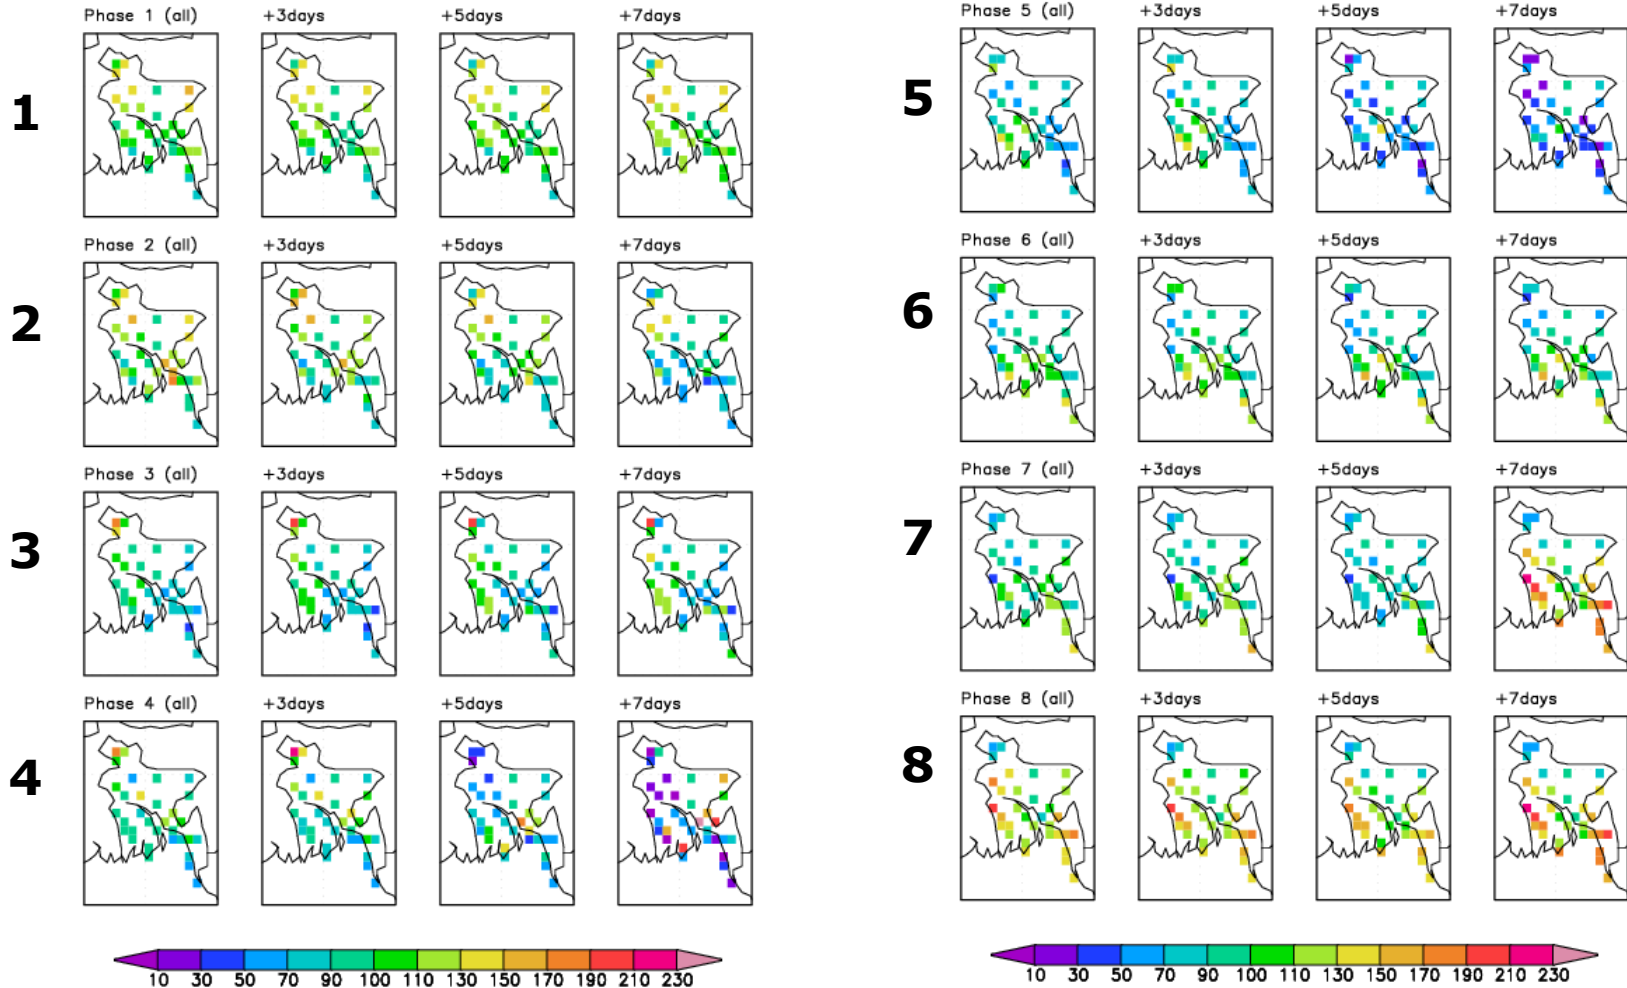 Phase 1 (all) +3days +5days +7days
1
Phase 2 (all) +3days +5days +7days
2
Phase 3 (all) +3days +5days +7days
3
Phase 4 (all) +3days +5days +7days
4
10 30 50 70 90 100 110 130 150 170 190 210 230
Phase 5 (all) +3days +5days +7days
5
Phase 6 (all) +3days +5days +7days
6
Phase 7 (all) +3days +5days +7days
7
Phase 8 (all) +3days +5days +7days
8
10 30 50 70 90 100 110 130 150 170 190 210 230